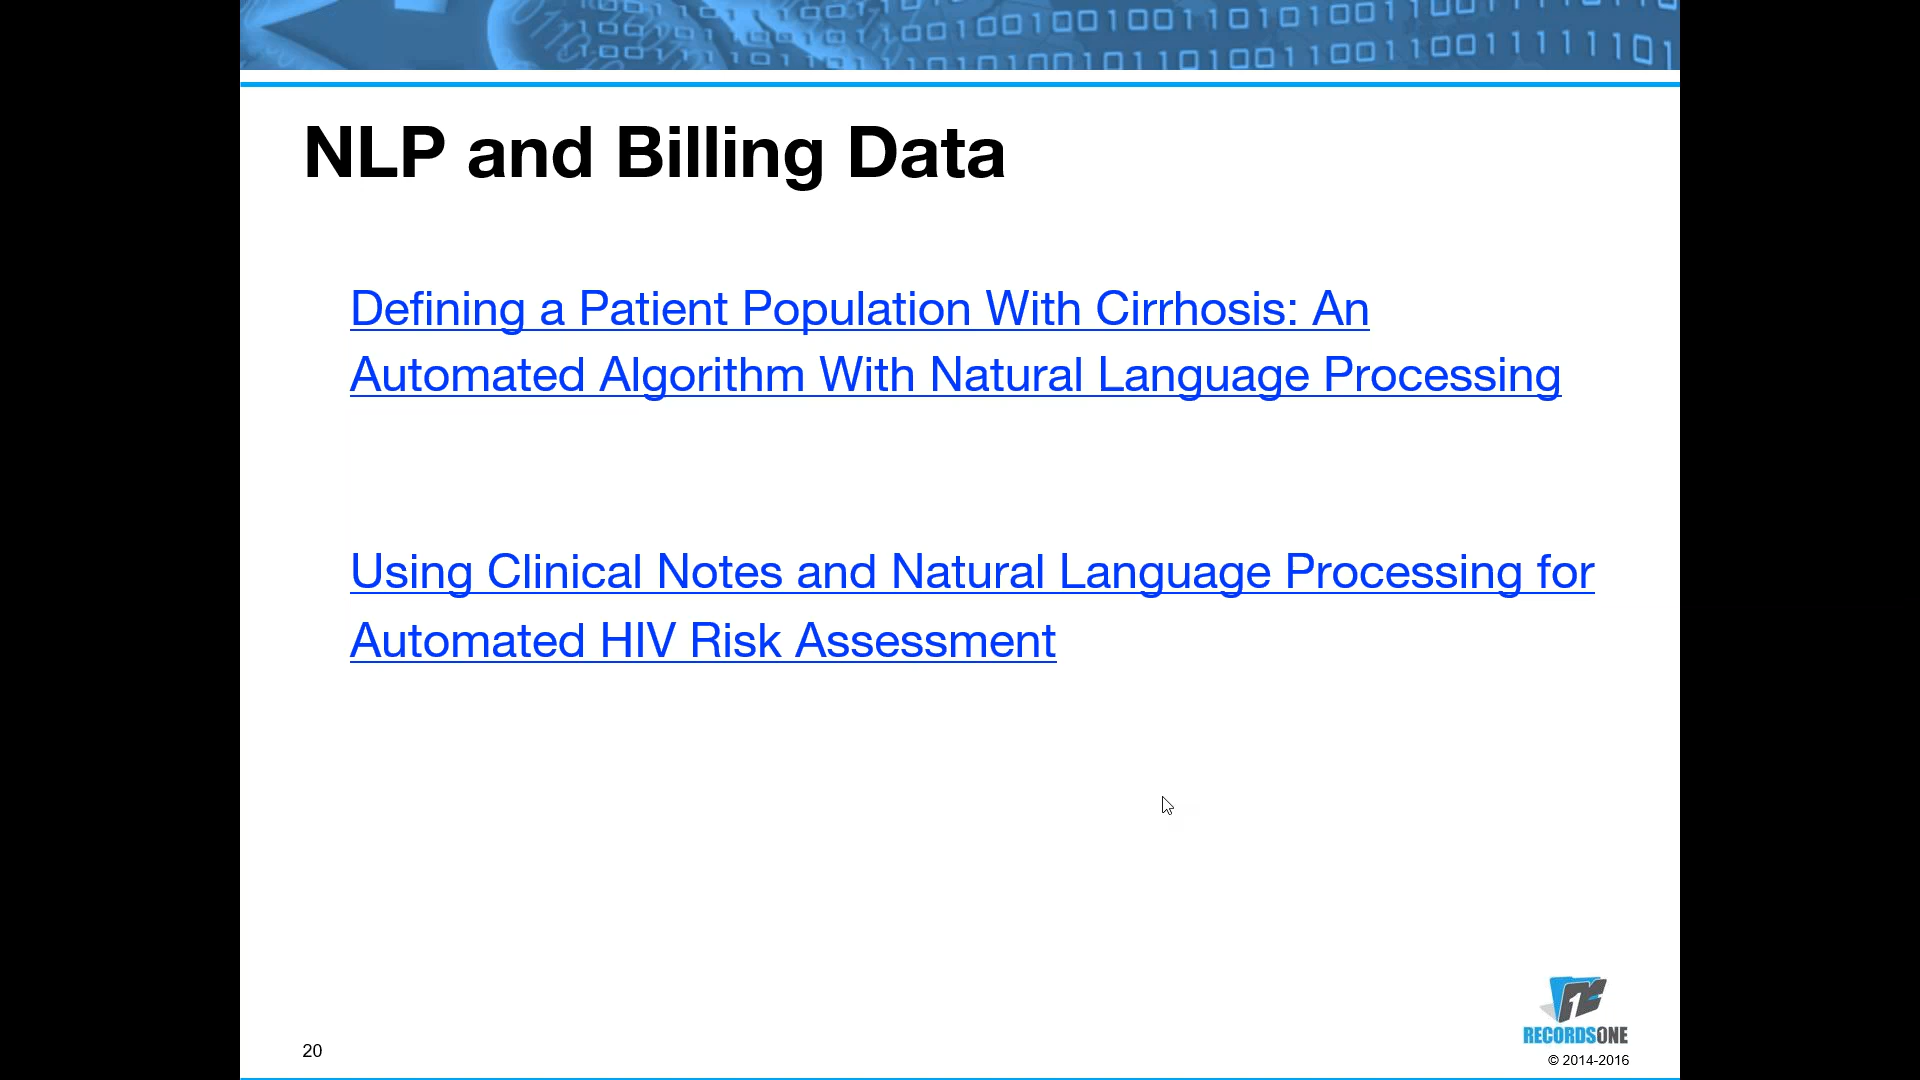 NLP and Billing Data
Defining a Patient Population With Cirrhosis: An
Automated Algorithm With Natural Language Processing
Using Clinical Notes and Natural Language Processing for
Automated HIV Risk Assessment
20
RECORDSONE
© 2014-2016